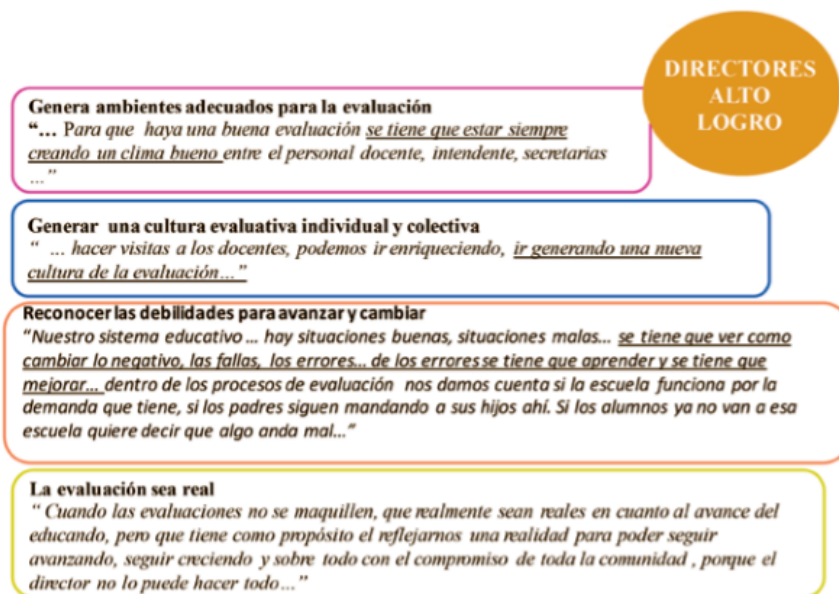 DIRECTORES
ALTO
LOGRO
Genera ambientes adecuados para la evaluación
“... Para que haya una buena evaluación se tiene que estar siempre
creando un clima bueno entre el personal docente, intendente, secretarias
...”
Generar una cultura evaluativa individual y colectiva
“ ... hacer visitas a los docentes, podemos ir enriqueciendo, ir generando una nueva
cultura de la evaluación...”
Reconocer las debilidades para avanzar y cambiar
“Nuestro sistema educativo ... hay situaciones buenas, situaciones malas... se tiene que ver como
cambiar lo negativo, las fallas, los errores... de los errores se tiene que aprender y se tiene que
mejorar... dentro de los procesos de evaluación nos damos cuenta si la escuela funciona por la
demanda que tiene, si los padres siguen mandando a sus hijos ahí. Si los alumnos ya no van a esa
escuela quiere decir que algo anda mal...”
La evaluación sea real
“ Cuando las evaluaciones no se maquillen, que realmente sean reales en cuanto al avance del
educando, pero que tiene como propósito el reflejarnos una realidad para poder seguir
avanzando, seguir creciendo y sobre todo con el compromiso de toda la comunidad , porque el
director no lo puede hacer todo...”